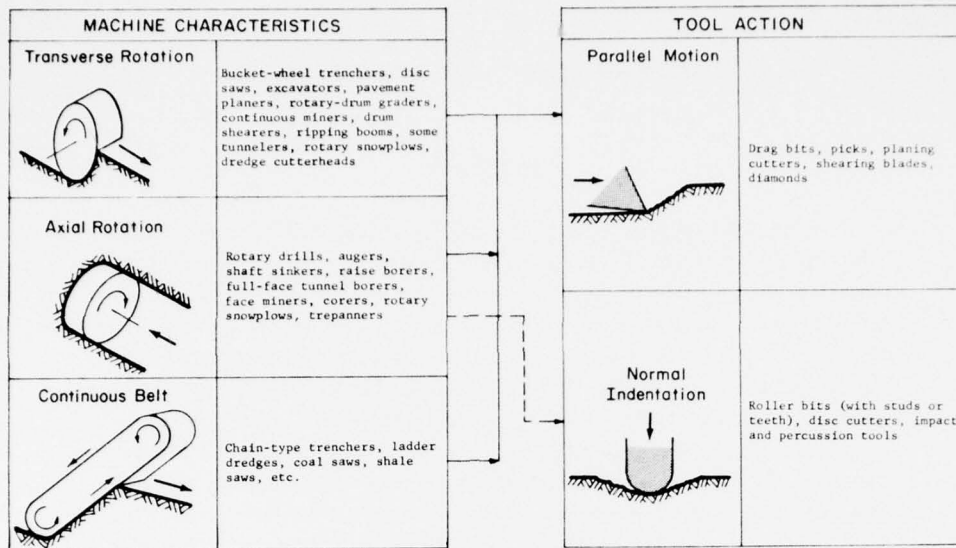 MACHINE CHARACTERISTICS
Transverse Rotation
Bucket-wheel trenchers, disc
saws, excavators, pavement
planers, rotary-drum graders,
continuous miners, drum
shearers, ripping booms, some
tunnelers, rotary snowplows,
dredge cutterheads
Axial Rotation
Rotary drills, augers,
shaft sinkers, raise borers,
full-face tunnel borers,
face miners, corers, rotary
snowplows, trepanners
Continuous Belt
Chain-type trenchers, ladder
dredges, coal saws, shale
saws, etc.
TOOL ACTION
Parallel Motion
Drag bits, picks, planing
cutters, shearing blades,
diamonds
Normal
Indentation
Roller bits (with studs or
teeth), disc cutters, impact
and percussion tools